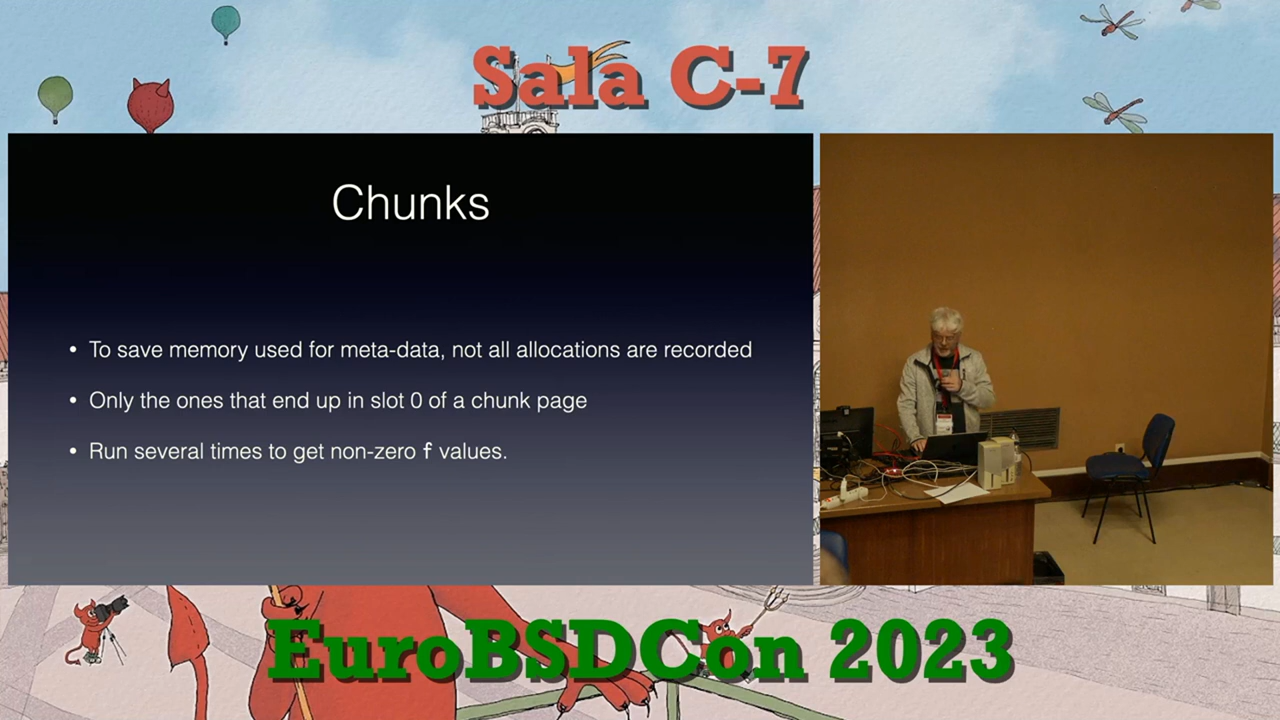 Sala C-7
Chunks
• To save memory used for meta-data, not all allocations are recorded
• Only the ones that end up in slot 0 of a chunk page
• Run several times to get non-zero f values.
EuroBSDCon 2023